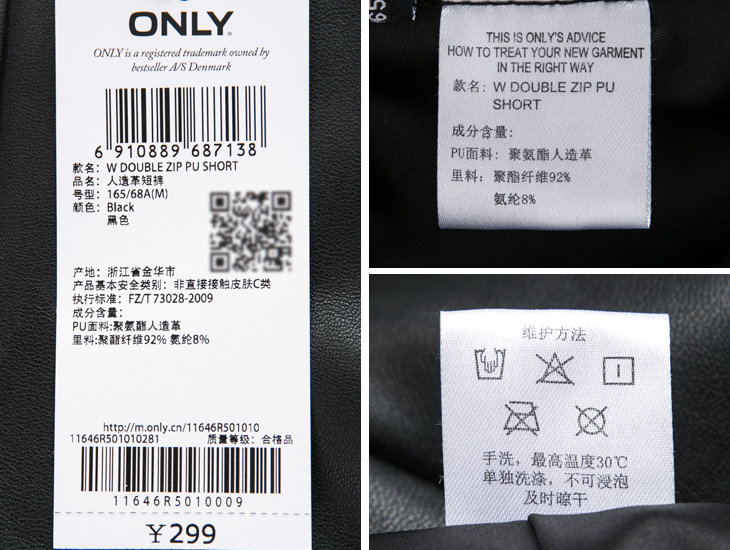 ONLY
ONLY is a registered trademark owned by
bestseller A/S Denmark
6 910889 687138
款名: W DOUBLE ZIP PU SHORT
品名: 人造革短裤
号型: 165/68A(M)
颜色: Black
黑色
产地: 浙江省金华市
产品基本安全类别: 非直接接触皮肤C类
执行标准: FZ/T 73028-2009
成分含量:
PU面料:聚氨酯人造革
里料:聚酯纤维92% 氨纶8%
http://m.onlly.cn/11646R501010
11646R501010281 质量等级: 合格品
11646R5010009
¥299
65
THIS IS ONLY'S ADVICE
HOW TO TREAT YOUR NEW GARMENT
IN THE RIGHT WAY
款名: W DOUBLE ZIP PU
SHORT
成分含量:
PU面料: 聚氨酯人造革
里料: 聚酯纤维92%
氨纶8%
维护方法
手洗，最高温度30℃
单独洗涤，不可浸泡
及时晾干